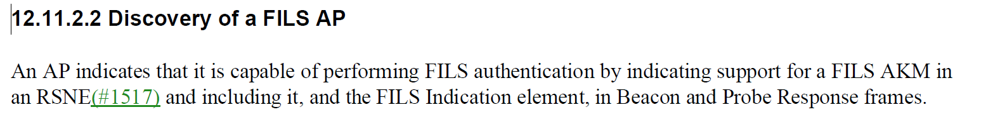 12.11.2.2 Discovery of a FILS AP
An AP indicates that it is capable of performing FILS authentication by indicating support for a FILS AKM in
an RSNE(#1517) and including it, and the FILS Indication element, in Beacon and Probe Response frames.